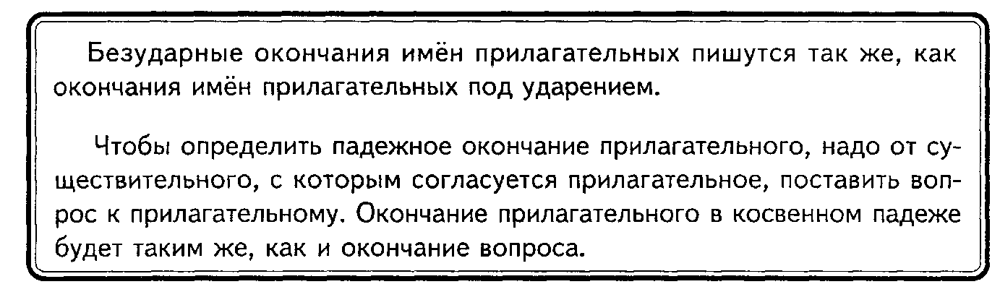 Безударные окончания имён прилагательных пишутся так же, как
окончания имён прилагательных под ударением.
Чтобы определить падежное окончание прилагательного, надо от су-
ществительного, с которым согласуется прилагательное, поставить воп-
рос к прилагательному. Окончание прилагательного в косвенном падеже
будет таким же, как и окончание вопроса.